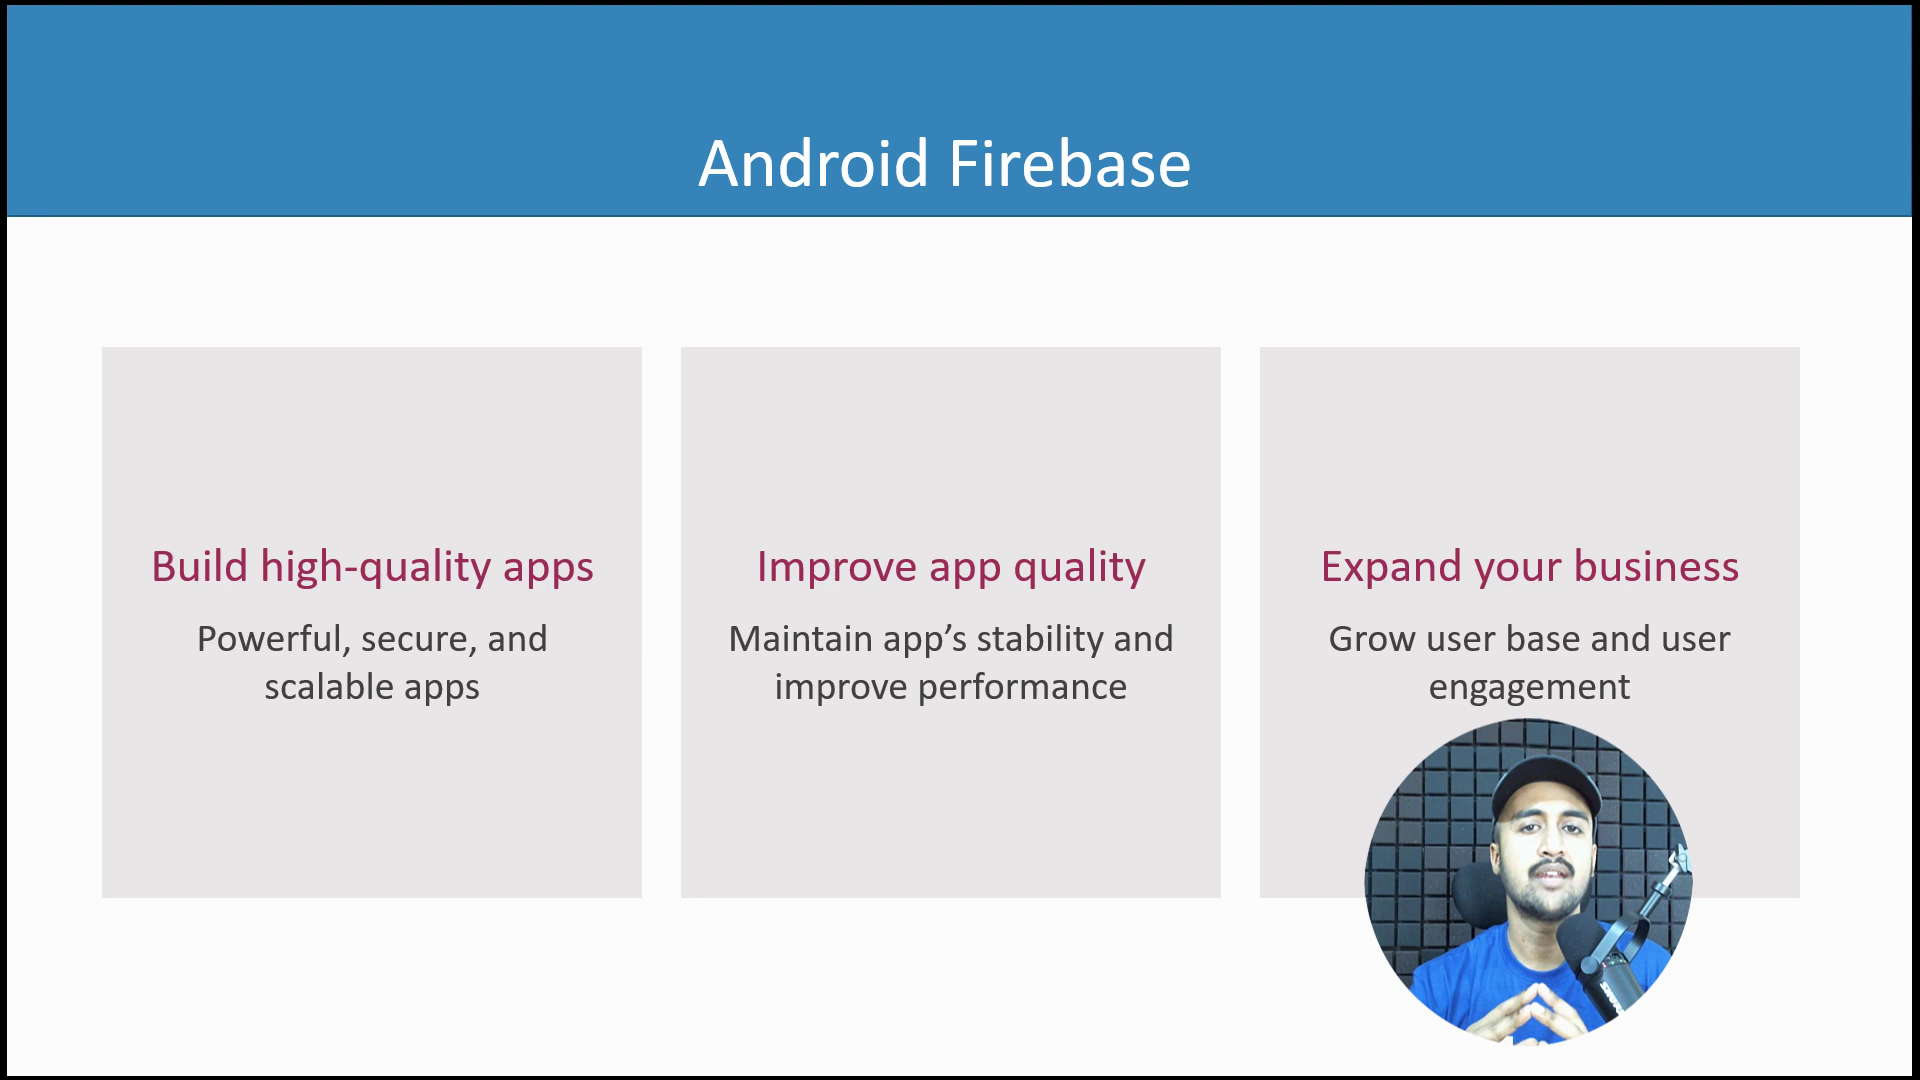 Android Firebase
Build high-quality apps
Powerful, secure, and
scalable apps
Improve app quality
Maintain app’s stability and
improve performance
Expand your business
Grow user base and user
engagement